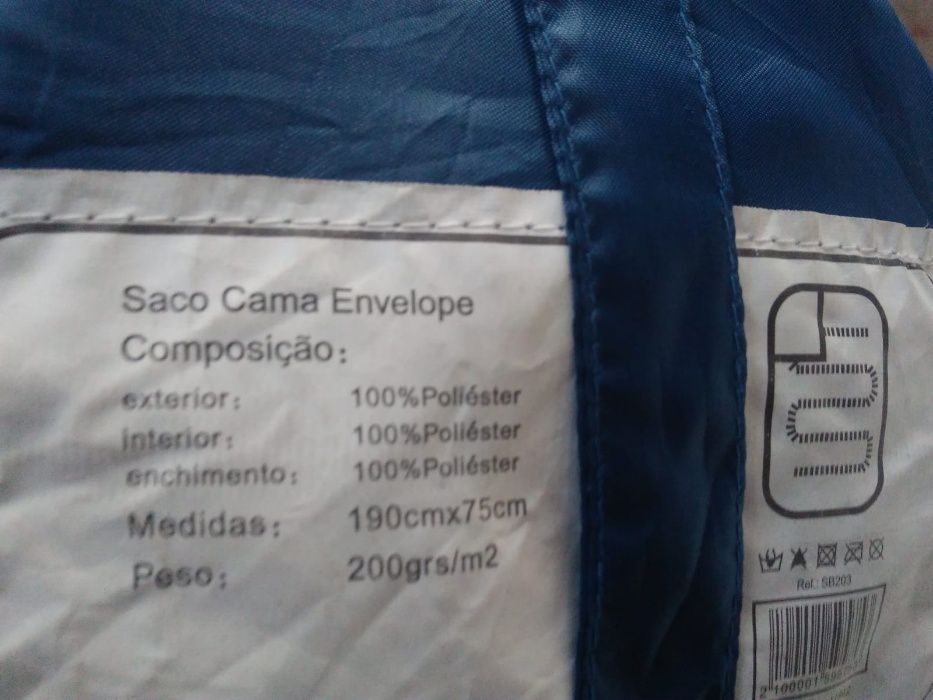 Saco Cama Envelope
Composição:
exterior: 100%Poliéster
interior: 100%Poliéster
enchimento: 100%Poliéster
Medidas: 190cmx75cm
Peso: 200grs/m2
Ref.: SB203